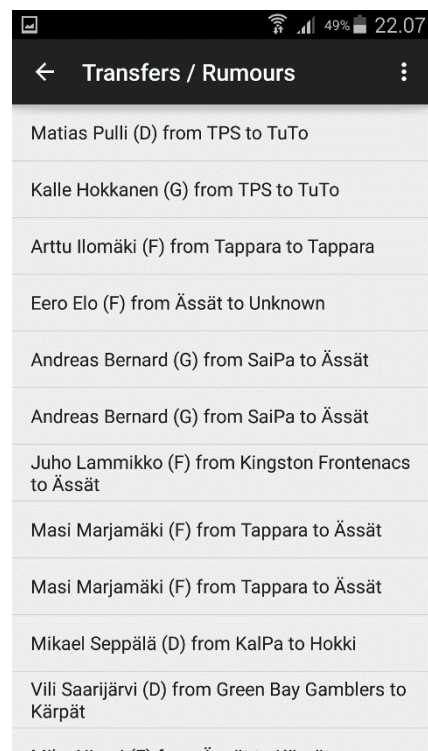 49% 22.07
Transfers / Rumours
Matias Pulli (D) from TPS to TuTo
Kalle Hokkanen (G) from TPS to TuTo
Arttu Ilomäki (F) from Tappara to Tappara
Eero Elo (F) from Ässät to Unknown
Andreas Bernard (G) from SaiPa to Ässät
Andreas Bernard (G) from SaiPa to Ässät
Juho Lammikko (F) from Kingston Frontenacs
to Ässät
Masi Marjamäki (F) from Tappara to Ässät
Masi Marjamäki (F) from Tappara to Ässät
Mikael Seppälä (D) from KalPa to Hokki
Vili Saarijärvi (D) from Green Bay Gamblers to
Kärpät